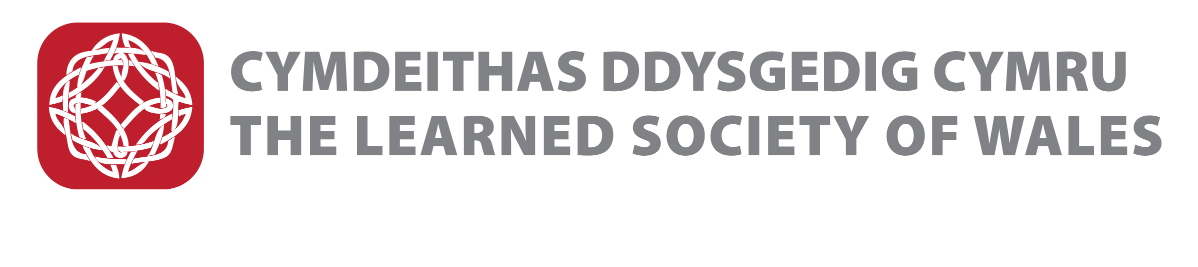 CYMDEITHAS DDYSGEDIG CYMRU
THE LEARNED SOCIETY OF WALES